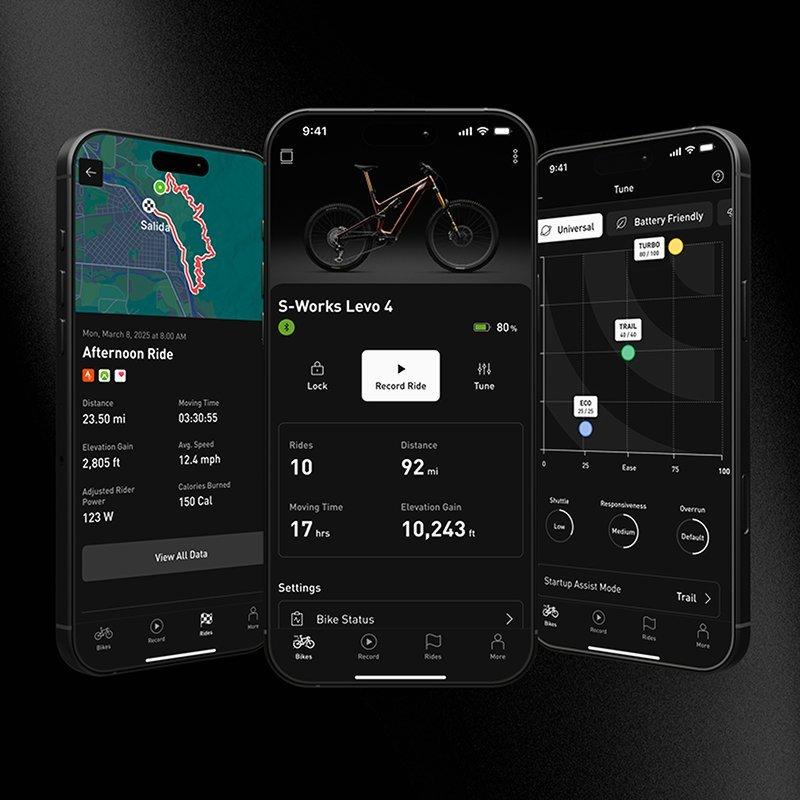 Salida
Mon, March 8, 2025 at 8:00 AM
Afternoon Ride
Distance
Moving Time
23.50 mi
03:30:55
Elevation Gain
Avg. Speed
2,805 ft
12.4 mph
Adjusted Rider
Power
Calories Burned
123 W
150 Cal
View All Data
Bikes
Record
Rides
More
9:41
S-Works Levo 4
80%
Lock
Record Ride
Tune
Rides
Distance
10
92 mi
Moving Time
Elevation Gain
17 hrs
10,243 ft
Settings
Bike Status
Bikes
Record
Rides
More
9:41
Tune
Universal
Battery Friendly
TURBO
80 / 100
TRAIL
40 / 40
ECO
25 / 25
0
25
Ease
75
100
Shuttle
Responsiveness
Overrun
Low
Medium
Default
Startup Assist Mode
Trail
Bikes
Record
Rides
More